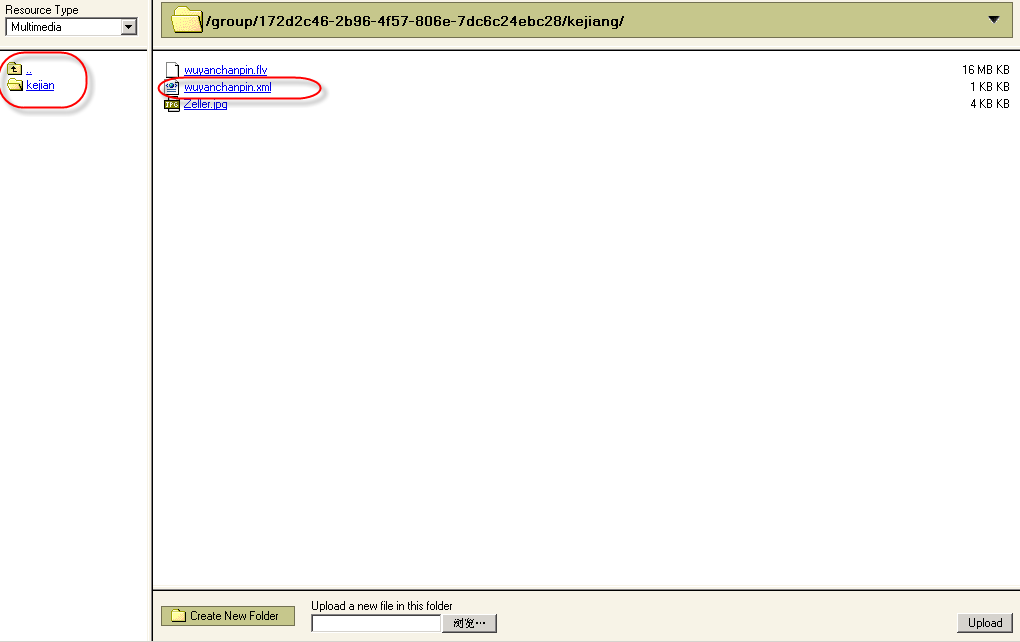 Resource Type
Multimedia
/group/172d2c46-2b96-4f57-806e-7dc6c24ebc28/kejiang/
..
kejian
wuyanchanpin.flv 16 MB KB
wuyanchanpin.xml 1 KB KB
Zeller.jpg 4 KB KB
Create New Folder
Upload a new file in this folder
浏览…
Upload